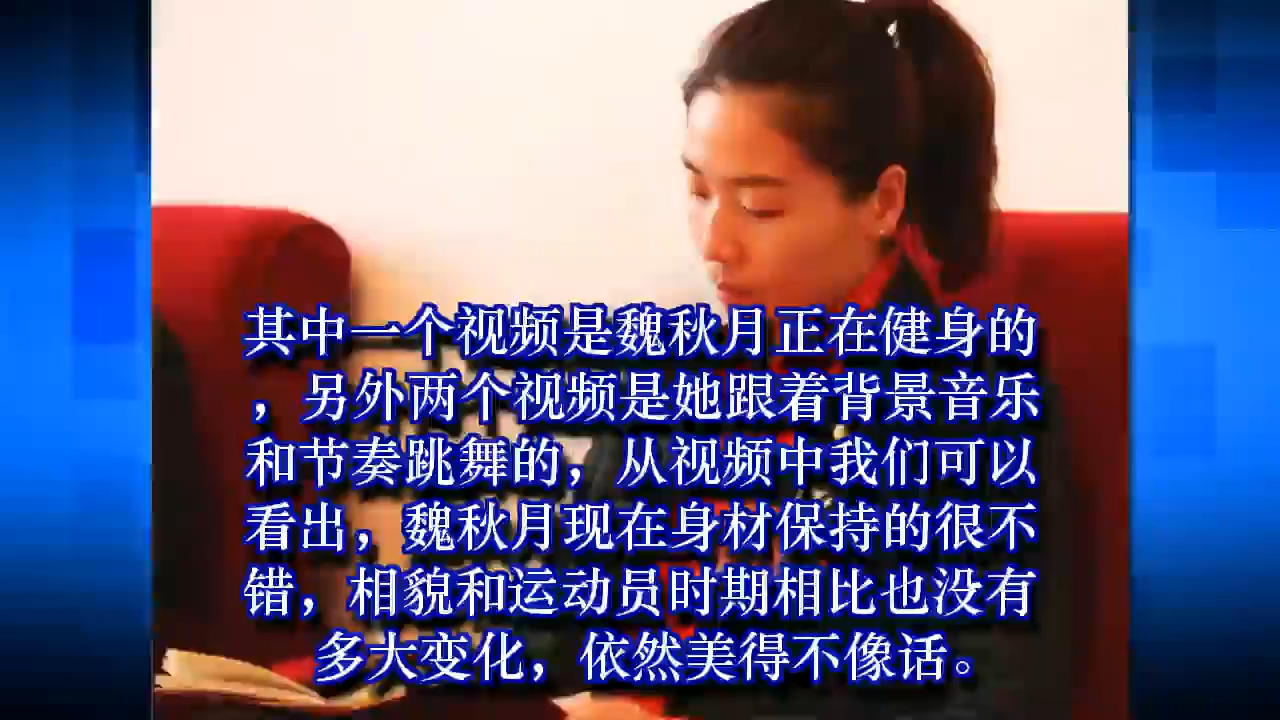 其中一个视频是魏秋月正在健身的
，另外两个视频是她跟着背景音乐
和节奏跳舞的，从视频中我们可以
看出，魏秋月现在身材保持的很不
错，相貌和运动员时期相比也没有
多大变化，依然美得不像话。